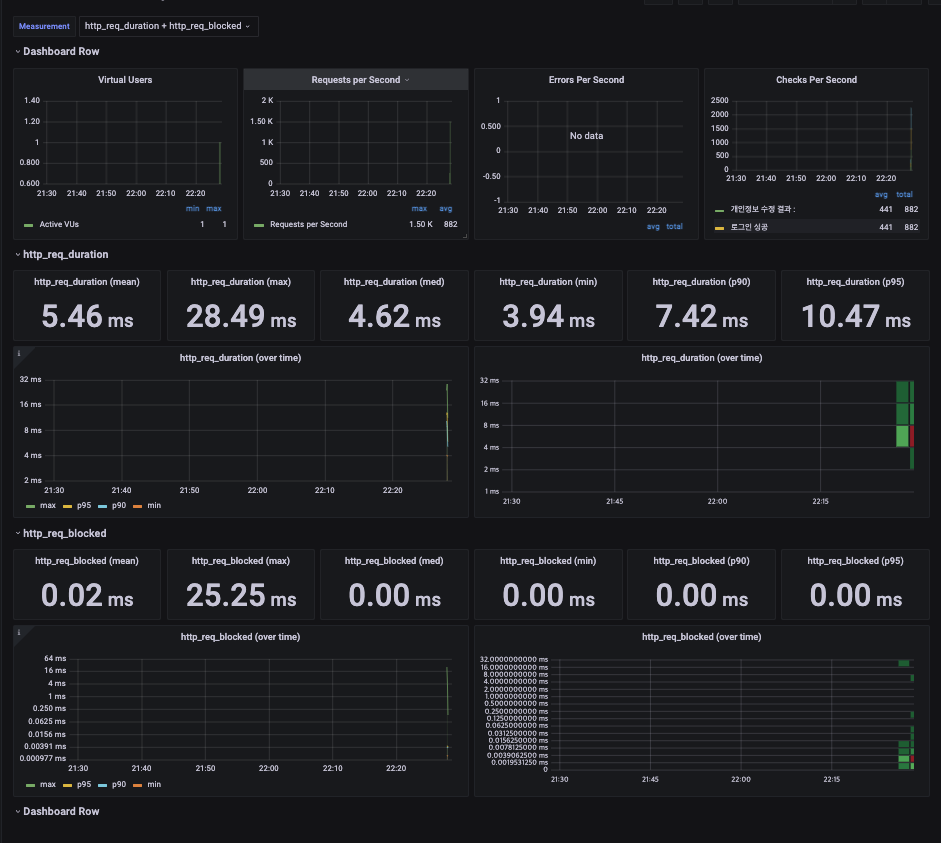 Measurement http_req_duration + http_req_blocked
Dashboard Row
Virtual Users
1.40
1.20
1
0.800
0.600
21:30 21:40 21:50 22:00 22:10 22:20
min max
Active VUs 1 1
Requests per Second
2 K
1.50 K
1 K
500
0
21:30 21:40 21:50 22:00 22:10 22:20
max avg
Requests per Second 1.50 K 882
Errors Per Second
1
0.500
0
-0.50
-1
No data
21:30 21:40 21:50 22:00 22:10 22:20
avg total
Checks Per Second
2500
2000
1500
1000
500
0
21:30 21:40 21:50 22:00 22:10 22:20
avg total
개인정보 수정 결과 : 441 882
로그인 성공 441 882
http_req_duration
http_req_duration (mean)
5.46 ms
http_req_duration (max)
28.49 ms
http_req_duration (med)
4.62 ms
http_req_duration (min)
3.94 ms
http_req_duration (p90)
7.42 ms
http_req_duration (p95)
10.47 ms
http_req_duration (over time)
32 ms
16 ms
8 ms
4 ms
2 ms
21:30 21:40 21:50 22:00 22:10 22:20
max p95 p90 min
http_req_duration (over time)
32 ms
16 ms
8 ms
4 ms
2 ms
1 ms
21:30 21:45 22:00 22:15
http_req_blocked
http_req_blocked (mean)
0.02 ms
http_req_blocked (max)
25.25 ms
http_req_blocked (med)
0.00 ms
http_req_blocked (min)
0.00 ms
http_req_blocked (p90)
0.00 ms
http_req_blocked (p95)
0.00 ms
http_req_blocked (over time)
64 ms
16 ms
4 ms
1 ms
0.250 ms
0.0625 ms
0.0156 ms
0.00391 ms
0.000977 ms
21:30 21:40 21:50 22:00 22:10 22:20
max p95 p90 min
http_req_blocked (over time)
32.0000000000 ms
16.0000000000 ms
8.0000000000 ms
4.0000000000 ms
2.0000000000 ms
1.0000000000 ms
0.5000000000 ms
0.2500000000 ms
0.1250000000 ms
0.0625000000 ms
0.0312500000 ms
0.0156250000 ms
0.0078125000 ms
0.0039062500 ms
0.0019531250 ms
0
21:30 21:45 22:00 22:15
Dashboard Row